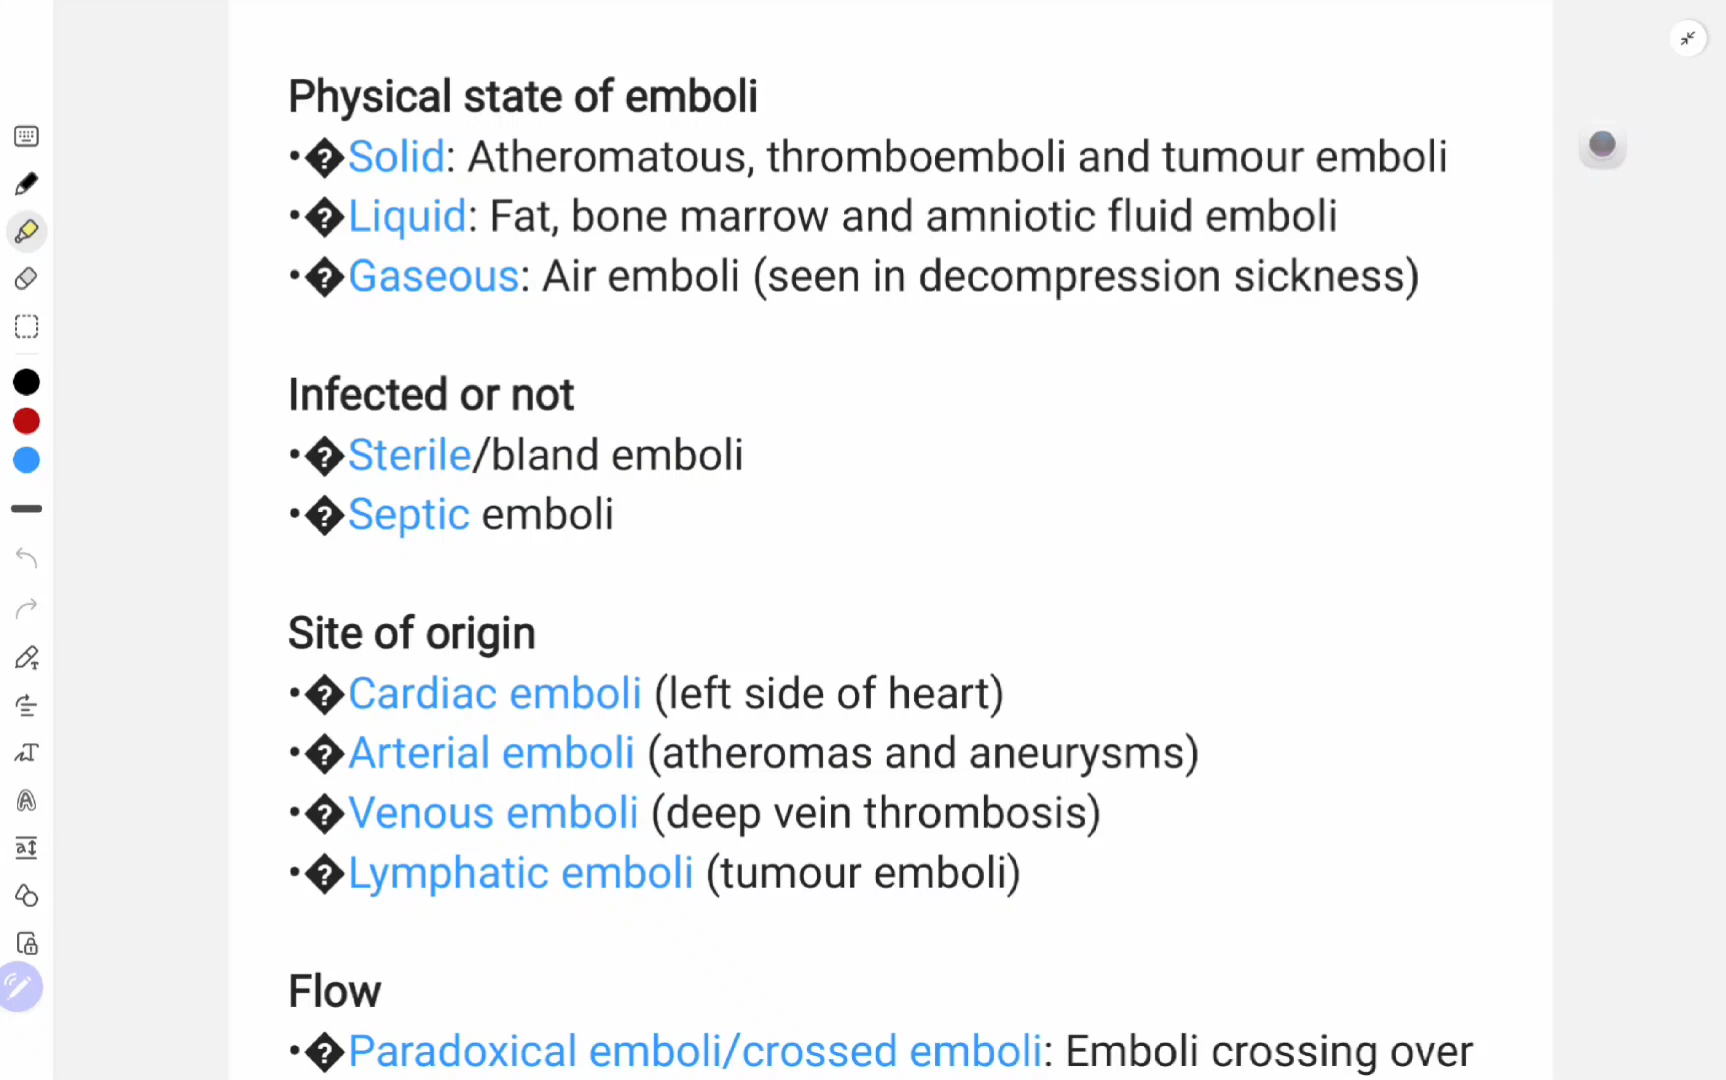 Physical state of emboli
•�Solid: Atheromatous, thromboemboli and tumour emboli
•�Liquid: Fat, bone marrow and amniotic fluid emboli
•�Gaseous: Air emboli (seen in decompression sickness)
Infected or not
•�Sterile/bland emboli
•�Septic emboli
Site of origin
•�Cardiac emboli (left side of heart)
•�Arterial emboli (atheromas and aneurysms)
•�Venous emboli (deep vein thrombosis)
•�Lymphatic emboli (tumour emboli)
Flow
•�Paradoxical emboli/crossed emboli: Emboli crossing over